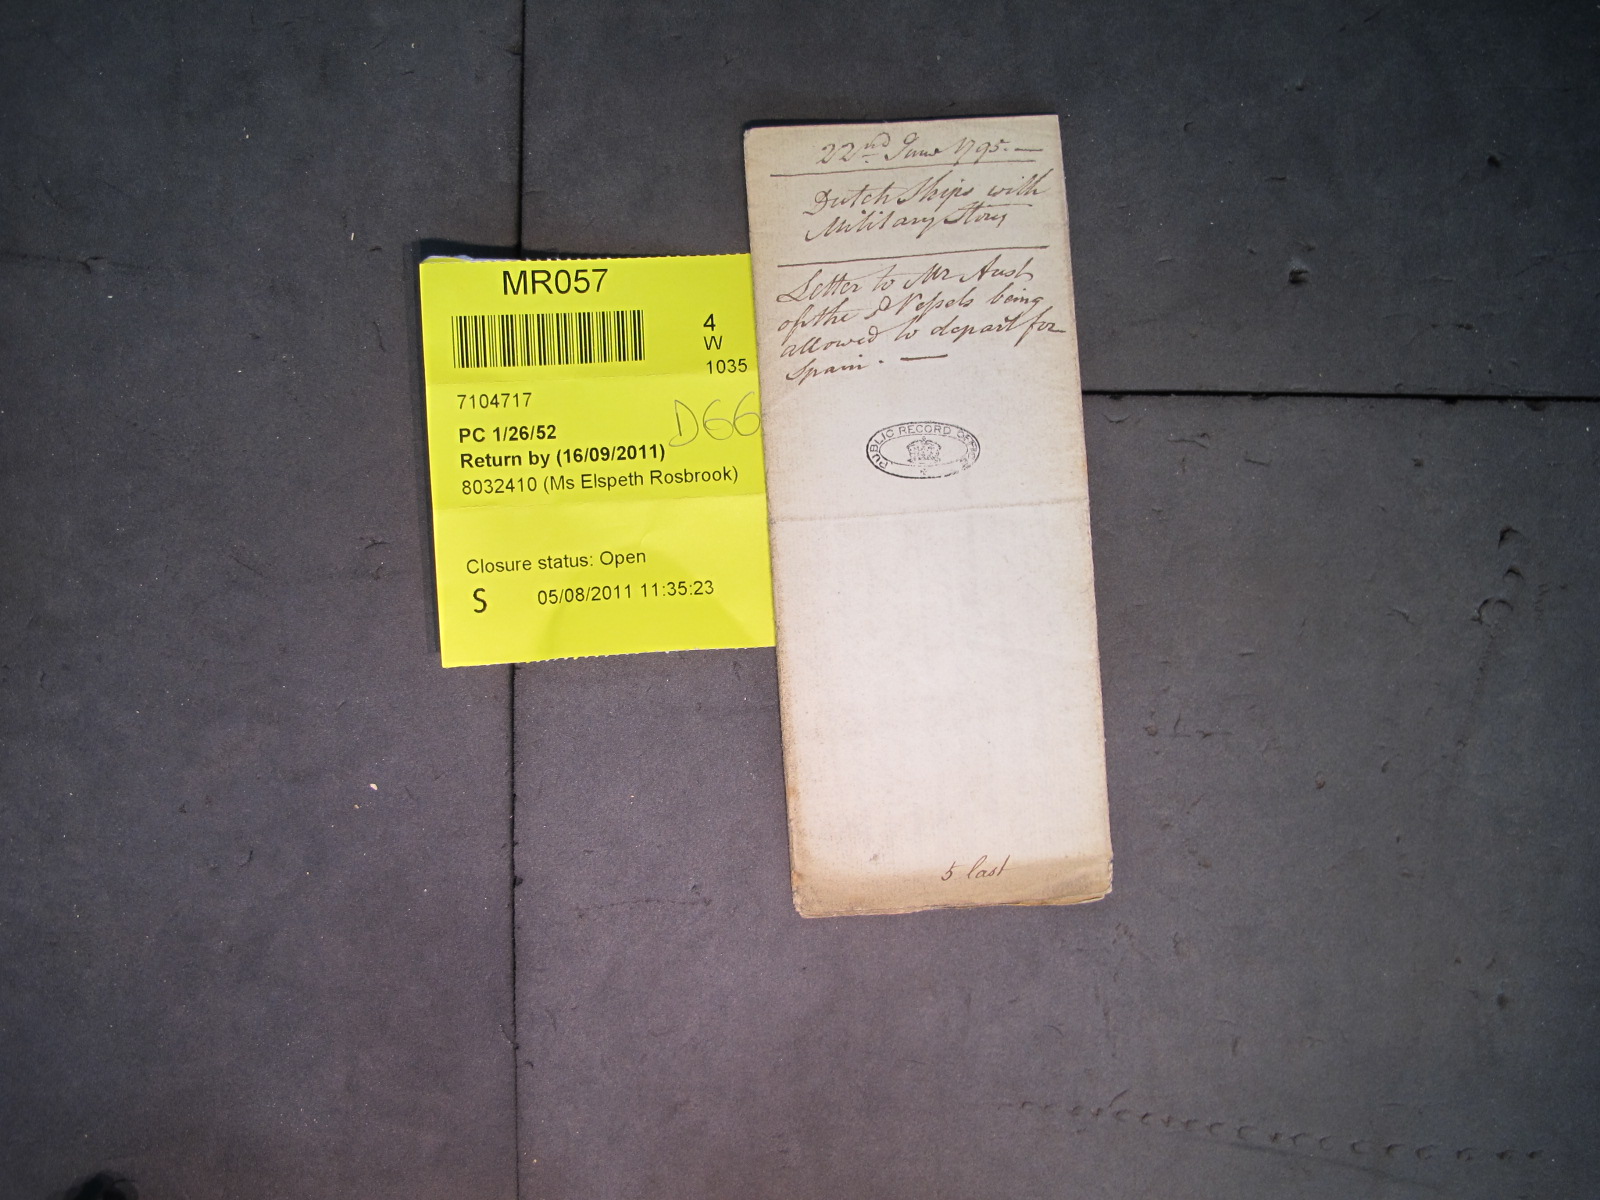 MR057
4
W
1035
7104717
D66
PC 1/26/52
Return by (16/09/2011)
8032410 (Ms Elspeth Rosbrook)
Closure status: Open
S 05/08/2011 11:35:23
22nd June 1795.—
Dutch Ships with
Military Stores
Letter to Mr Aust
of the Vessels being
allowed to depart for
Spain. —
PUBLIC RECORD OFFICE
5 last